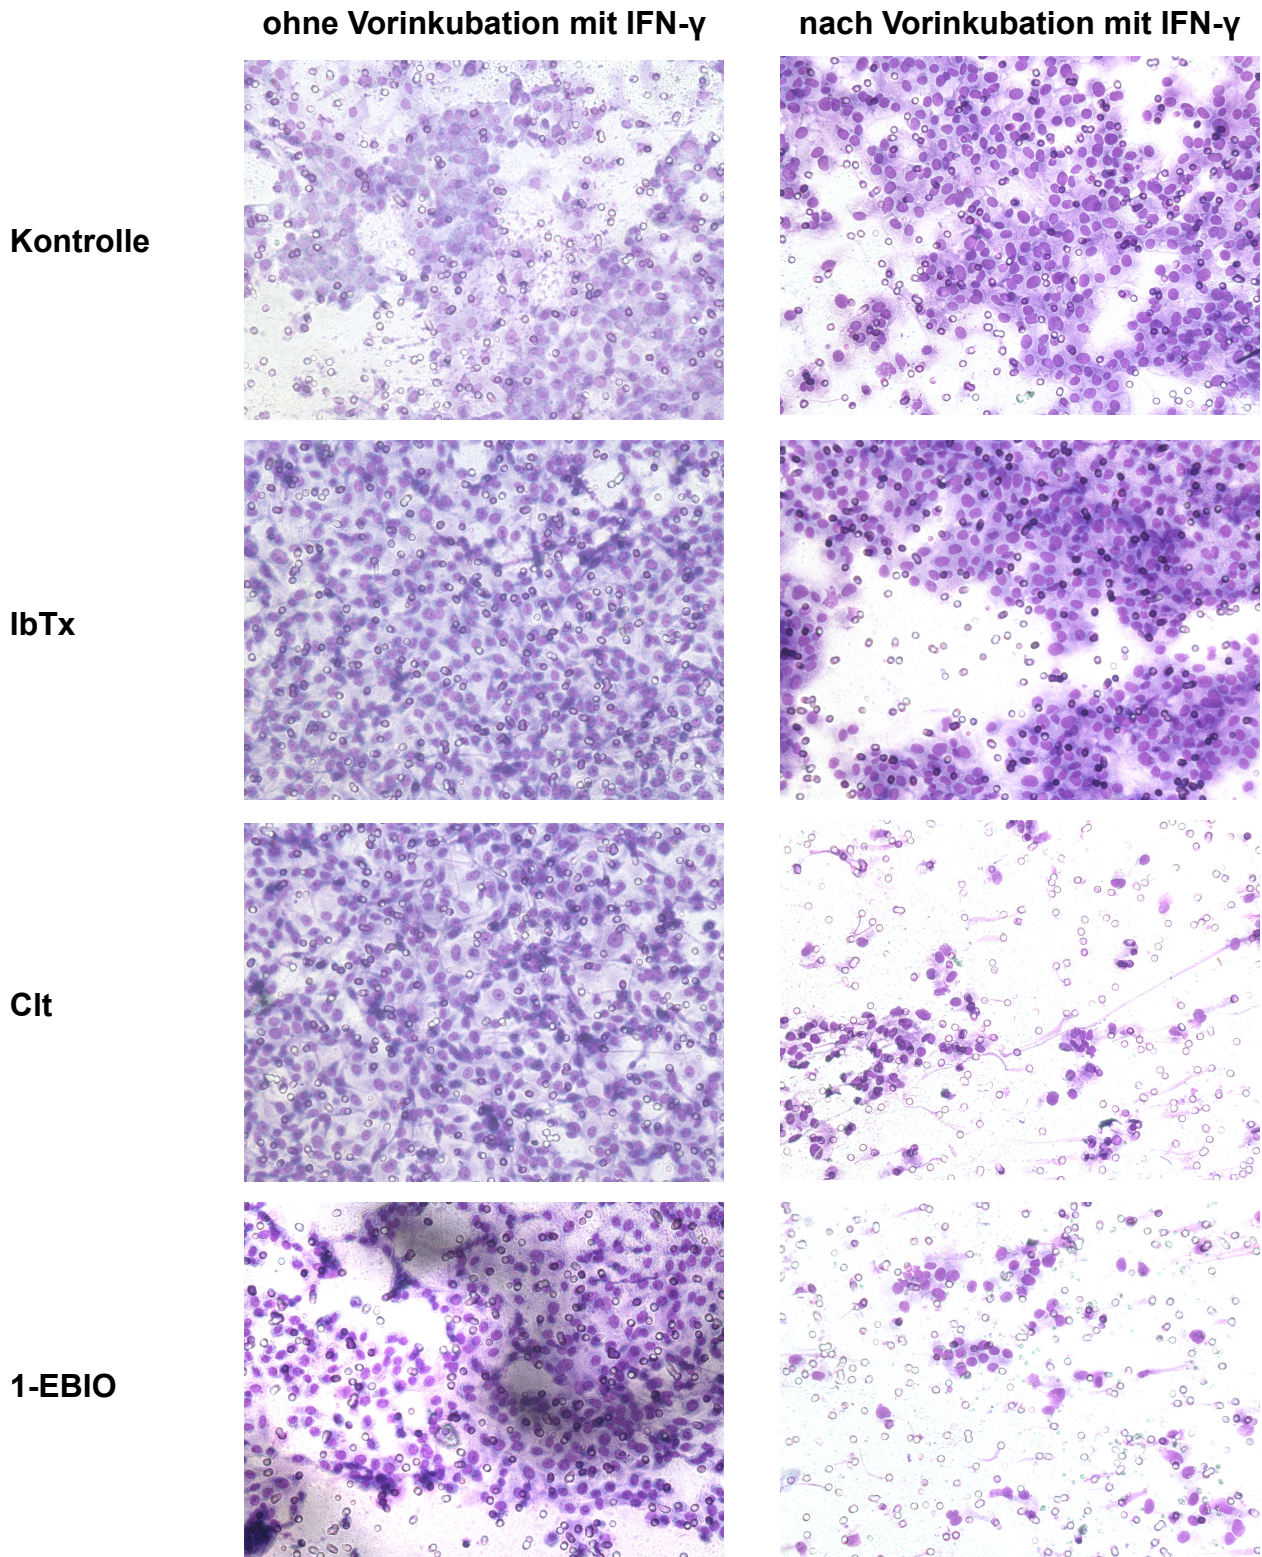 ohne Vorinkubation mit IFN-γ
nach Vorinkubation mit IFN-γ
Kontrolle
IbTx
Clt
1-EBIO